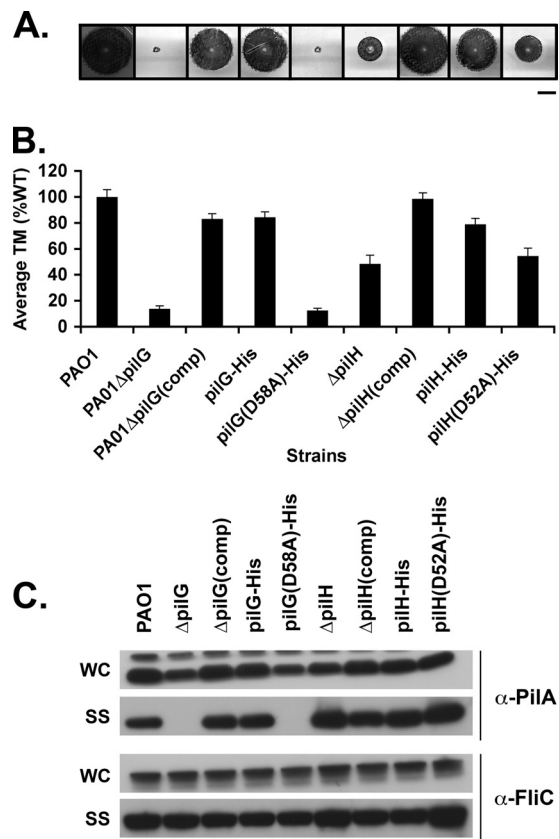 A.
B.
Average TM (%WT)
120
100
80
60
40
20
0
PAO1
PA01ΔpilG
PA01ΔpilG(comp)
pilG-His
pilG(D58A)-His
ΔpilH
ΔpilH(comp)
pilH-His
pilH(D52A)-His
Strains
C.
PAO1
ΔpilG
ΔpilG(comp)
pilG-His
pilG(D58A)-His
ΔpilH
ΔpilH(comp)
pilH-His
pilH(D52A)-His
WC
SS
α-PilA
WC
SS
α-FliC